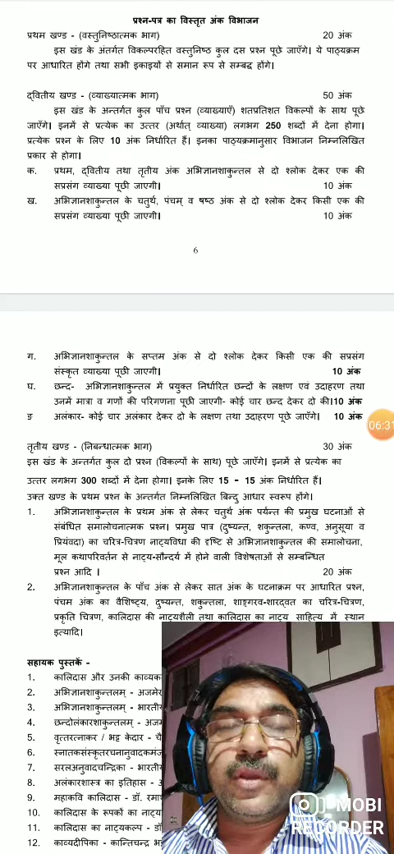 प्रश्न-पत्र का विस्तृत अंक विभाजन
प्रथम खण्ड - (वस्तुनिष्ठात्मक भाग) 20 अंक
इस खंड के अंतर्गत विकल्परहित वस्तुनिष्ठ कुल दस प्रश्न पूछे जाएँगे। ये पाठ्यक्रम
पर आधारित होंगे तथा सभी इकाइयों से समान रूप से सम्बद्ध होंगे।
द्वितीय खण्ड - (व्याख्यात्मक भाग) 50 अंक
इस खण्ड के अन्तर्गत कुल पाँच प्रश्न (व्याख्याएँ) शतप्रतिशत विकल्पों के साथ पूछे
जाएँगे। इनमें से प्रत्येक का उत्तर (अर्थात् व्याख्या) लगभग 250 शब्दों में देना होगा।
प्रत्येक प्रश्न के लिए 10 अंक निर्धारित हैं। इनका पाठ्यक्रमानुसार विभाजन निम्नलिखित
प्रकार से होगा।
क. प्रथम, द्वितीय तथा तृतीय अंक अभिज्ञानशाकुन्तल से दो श्लोक देकर एक की
सप्रसंग व्याख्या पूछी जाएगी। 10 अंक
ख. अभिज्ञानशाकुन्तल के चतुर्थ, पंचम् व षष्ठ अंक से दो श्लोक देकर किसी एक की
सप्रसंग व्याख्या पूछी जाएगी। 10 अंक
6
ग. अभिज्ञानशाकुन्तल के सप्तम अंक से दो श्लोक देकर किसी एक की सप्रसंग
संस्कृत व्याख्या पूछी जाएगी। 10 अंक
घ. छन्द- अभिज्ञानशाकुन्तल में प्रयुक्त निर्धारित छन्दों के लक्षण एवं उदाहरण तथा
उनमें मात्रा व गणों की परिगणना पूछी जाएगी- कोई चार छन्द देकर दो की।10 अंक
ङ अलंकार- कोई चार अलंकार देकर दो के लक्षण तथा उदाहरण पूछे जाएँगे। 10 अंक
06:31
तृतीय खण्ड - (निबन्धात्मक भाग) 30 अंक
इस खंड के अन्तर्गत कुल दो प्रश्न (विकल्पों के साथ) पूछे जाएँगे। इनमें से प्रत्येक का
उत्तर लगभग 300 शब्दों में देना होगा। इनके लिए 15 - 15 अंक निर्धारित हैं।
उक्त खण्ड के प्रथम प्रश्न के अन्तर्गत निम्नलिखित बिन्दु आधार स्वरूप होंगे।
1. अभिज्ञानशाकुन्तल के प्रथम अंक से लेकर चतुर्थ अंक पर्यन्त की प्रमुख घटनाओं से
संबंधित समालोचनात्मक प्रश्न। प्रमुख पात्र (दुष्यन्त, शकुन्तला, कण्व, अनुसूया व
प्रियंवदा) का चरित्र-चित्रण नाट्यविधा की दृष्टि से अभिज्ञानशाकुन्तल की समालोचना,
मूल कथापरिवर्तन से नाट्य-सौन्दर्य में होने वाली विशेषताओं से सम्बन्धित
प्रश्न आदि । 20 अंक
2. अभिज्ञानशाकुन्तल के पाँच अंक से लेकर सात अंक के घटनाक्रम पर आधारित प्रश्न,
पंचम अंक का वैशिष्ट्य, दुष्यन्त, शकुन्तला, शाङ्गरव-शारद्वत का चरित्र-चित्रण,
प्रकृति चित्रण, कालिदास की नाट्यशैली तथा कालिदास का नाट्य साहित्य में स्थान
इत्यादि।
सहायक पुस्तकें -
1. कालिदास और उनकी काव्यक
2. अभिज्ञानशाकुन्तलम् - अजमेर
3. अभिज्ञानशाकुन्तलम् - भारतीय
4. छन्दोलंकारशाकुन्तलम् - अजम
5. वृत्तरत्नाकर / भट्ट केदार - चै
6. स्नातकसंस्कृतरचनानुवादकमल
7. सरलअनुवादचन्द्रिका - भारतीय
8. अलंकारशास्त्र का इतिहास -
9. महाकवि कालिदास - डॉ. रमा
10. कालिदास के रूपकों का नाट्य
11. कालिदास का नाट्यकल्प - डॉ
12. काव्यदीपिका - कान्तिचन्द्र भ
MOBI
RECORDER